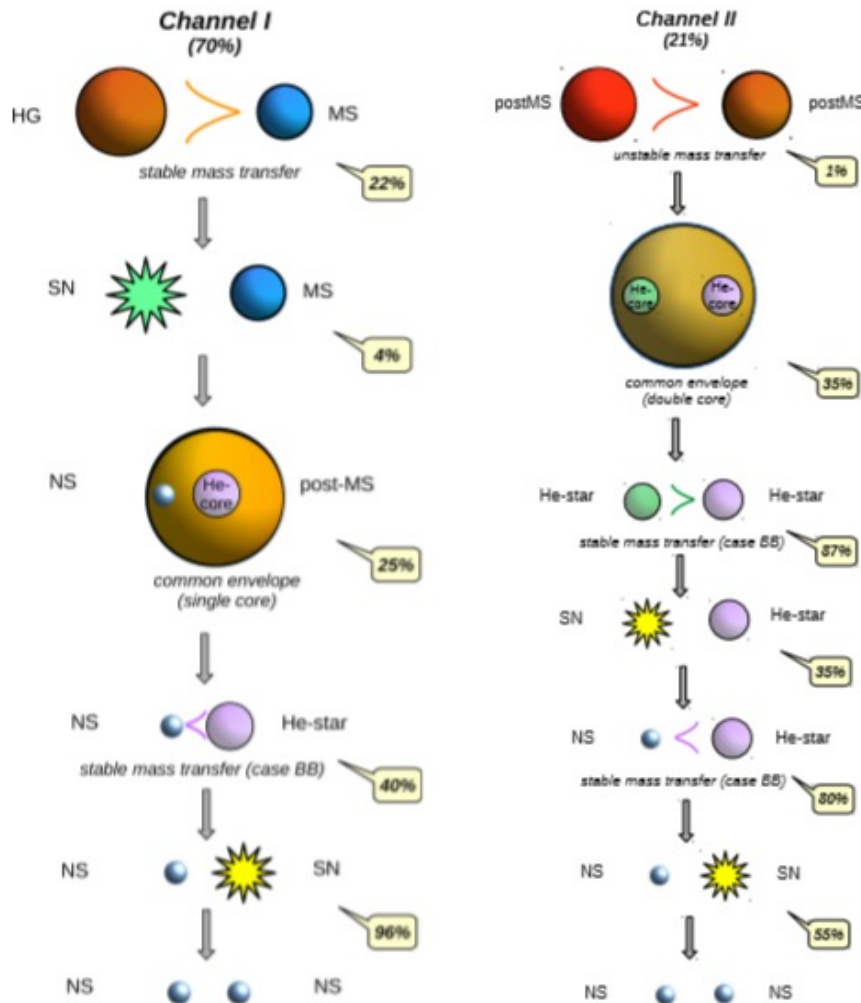 Channel I
(70%)
HG
MS
stable mass transfer
22%
SN
MS
4%
NS
He-
core
post-MS
25%
common envelope
(single core)
NS
He-star
stable mass transfer (case BB)
40%
NS
SN
96%
NS
NS
Channel II
(21%)
postMS
postMS
unstable mass transfer
1%
He-
core
He-
core
common envelope
(double core)
35%
He-star
He-star
stable mass transfer (case BB)
87%
SN
He-star
35%
NS
He-star
stable mass transfer (case BB)
80%
NS
SN
55%
NS
NS